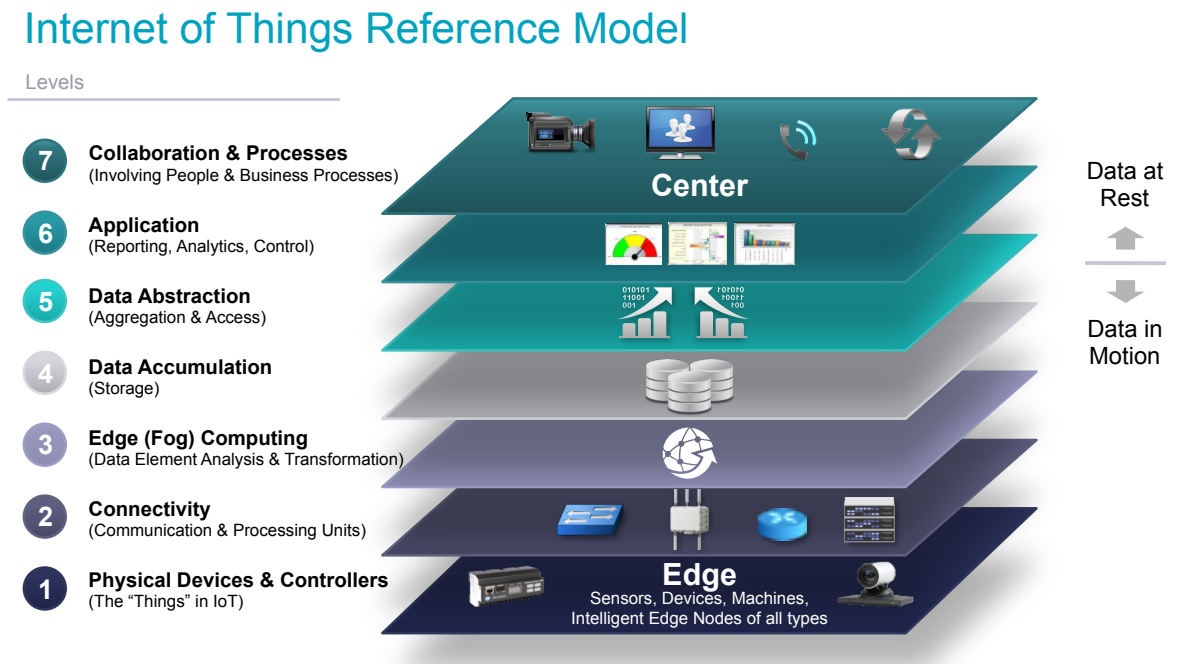 Internet of Things Reference Model
Levels
7
Collaboration & Processes
(Involving People & Business Processes)
6
Application
(Reporting, Analytics, Control)
5
Data Abstraction
(Aggregation & Access)
4
Data Accumulation
(Storage)
3
Edge (Fog) Computing
(Data Element Analysis & Transformation)
2
Connectivity
(Communication & Processing Units)
1
Physical Devices & Controllers
(The “Things” in IoT)
Center
010101
11001
001
Edge
Sensors, Devices, Machines,
Intelligent Edge Nodes of all types
Data at
Rest
Data in
Motion